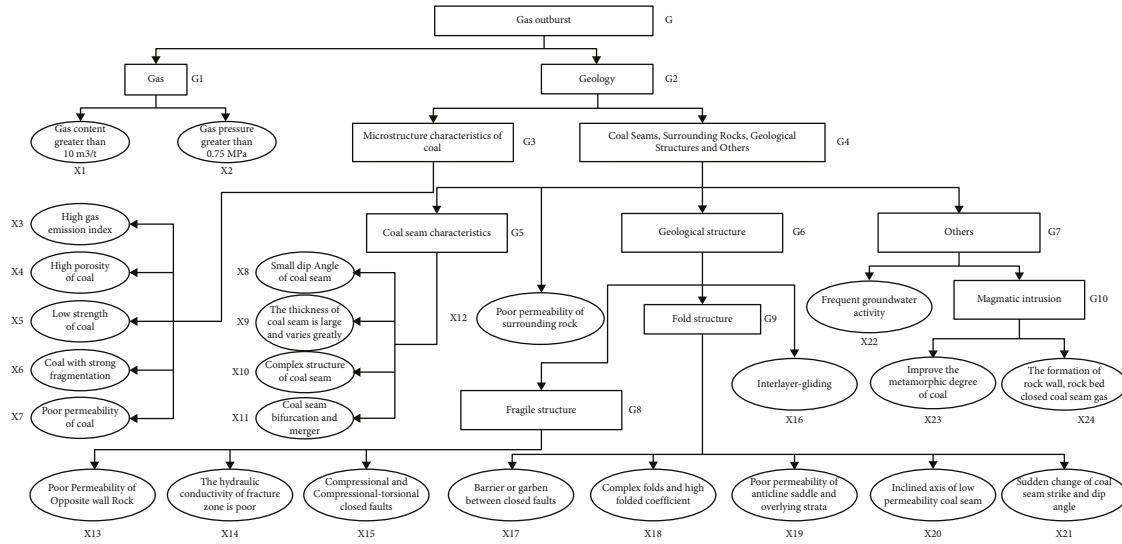 Gas outburst
G
Gas
G1
Geology
G2
Gas content
greater than
10 m3/t
X1
Gas pressure
greater than
0.75 MPa
X2
Microstructure characteristics of
coal
G3
Coal Seams, Surrounding Rocks, Geological
Structures and Others
G4
X3
High gas
emission index
X4
High porosity
of coal
X5
Low strength
of coal
X6
Coal with strong
fragmentation
X7
Poor permeability
of coal
Coal seam characteristics
G5
X8
Small dip Angle
of coal seam
X9
The thickness of
coal seam is large
and varies greatly
X10
Complex structure
of coal seam
X11
Coal seam
bifurcation and
merger
X12
Poor permeability of
surrounding rock
Geological structure
G6
Others
G7
Fold structure
G9
Fragile structure
G8
Interlayer-gliding
X16
Frequent groundwater
activity
X22
Magmatic intrusion
G10
Improve the
metamorphic degree
of coal
X23
The formation of
rock wall, rock bed
closed coal seam gas
X24
Poor Permeability of
Opposite wall Rock
X13
The hydraulic
conductivity of fracture
zone is poor
X14
Compressional and
Compressional-torsional
closed faults
X15
Barrier or garben
between closed faults
X17
Complex folds and high
folded coefficient
X18
Poor permeability of
anticline saddle and
overlying strata
X19
Inclined axis of low
permeability coal seam
X20
Sudden change of coal
seam strike and dip
angle
X21